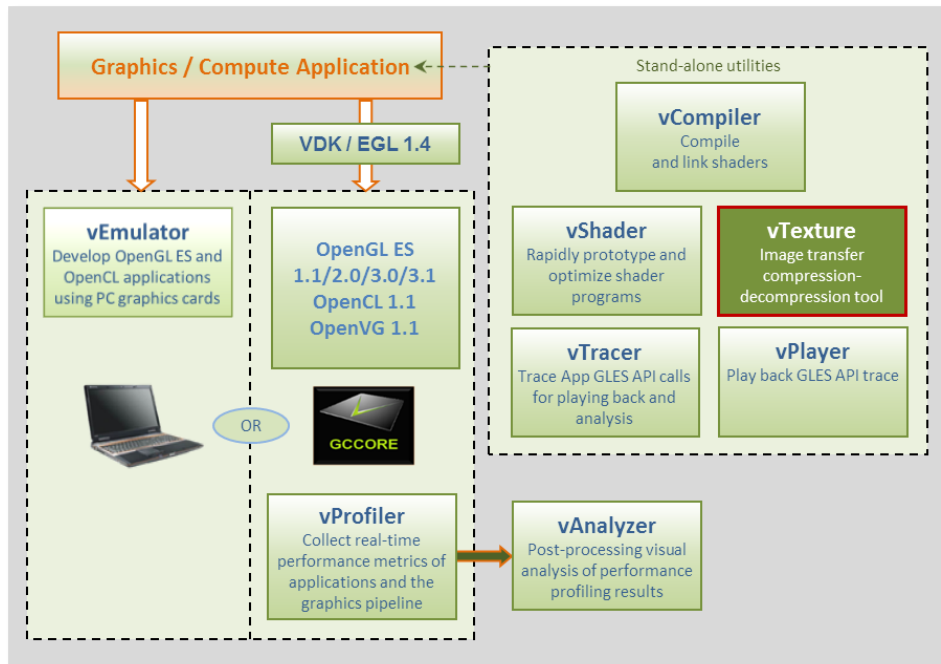 Graphics / Compute Application
VDK / EGL 1.4
vEmulator
Develop OpenGL ES and
OpenCL applications
using PC graphics cards
OpenGL ES
1.1/2.0/3.0/3.1
OpenCL 1.1
OpenVG 1.1
OR
GCCORE
vProfiler
Collect real-time
performance metrics of
applications and the
graphics pipeline
vAnalyzer
Post-processing visual
analysis of performance
profiling results
Stand-alone utilities
vCompiler
Compile
and link shaders
vShader
Rapidly prototype and
optimize shader
programs
vTexture
Image transfer
compression-
decompression tool
vTracer
Trace App GLES API calls
for playing back and
analysis
vPlayer
Play back GLES API trace